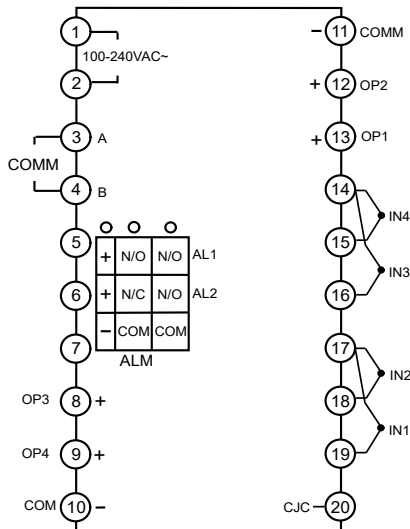 1
100-240VAC~
2
3 A
COMM
4 B
5
6
7
+ N/O N/O AL1
+ N/C N/O AL2
- COM COM
ALM
OP3 8 +
OP4 9 +
COM 10 -
- 11 COMM
+ 12 OP2
+ 13 OP1
14
IN4
15
IN3
16
17
IN2
18
IN1
19
CJC 20